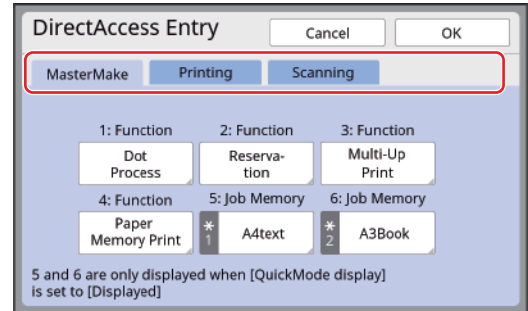 DirectAccess Entry
Cancel
OK
MasterMake
Printing
Scanning
1: Function
2: Function
3: Function
Dot
Process
Reserva-
tion
Multi-Up
Print
4: Function
5: Job Memory
6: Job Memory
Paper
Memory Print
*
1
A4text
*
2
A3Book
5 and 6 are only displayed when [QuickMode display]
is set to [Displayed]